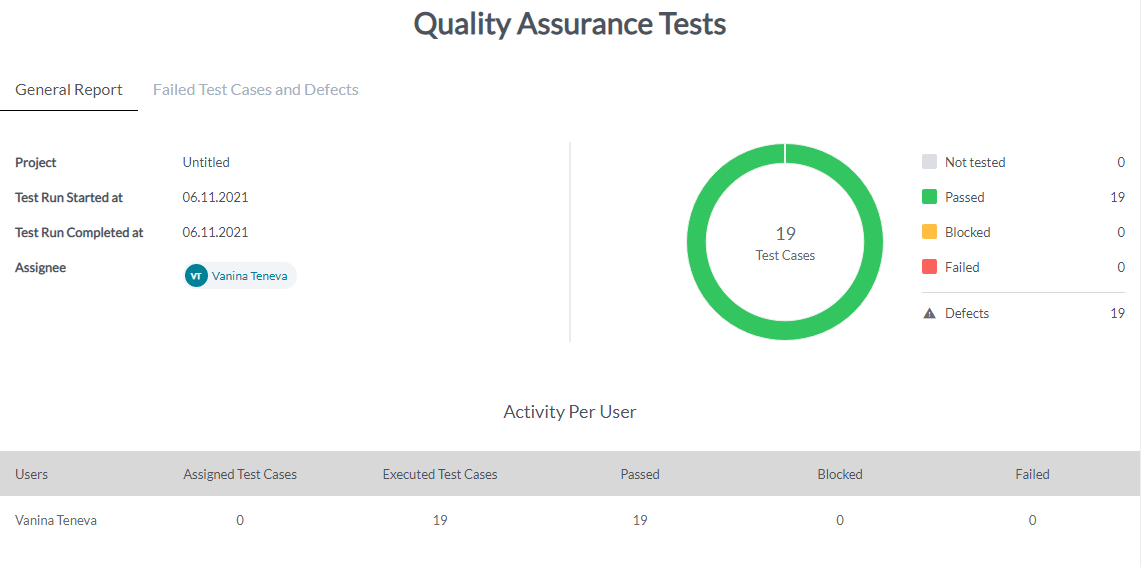 Quality Assurance Tests
General Report Failed Test Cases and Defects
Project Untitled
Test Run Started at 06.11.2021
Test Run Completed at 06.11.2021
Assignee VT Vanina Teneva
19
Test Cases
Not tested 0
Passed 19
Blocked 0
Failed 0
Defects 19
Activity Per User
Users Assigned Test Cases Executed Test Cases Passed Blocked Failed
Vanina Teneva 0 19 19 0 0